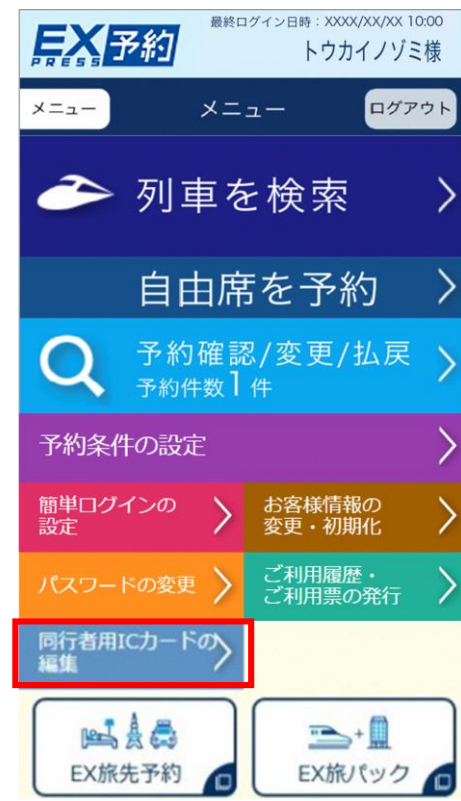 最終ログイン日時：XXXX/XX/XX 10:00
EX予約
PRESS
トウカイノゾミ様
メニュー
メニュー
ログアウト
列車を検索
自由席を予約
予約確認/変更/払戻
予約件数1件
予約条件の設定
簡単ログインの
設定
お客様情報の
変更・初期化
パスワードの変更
ご利用履歴・
ご利用票の発行
同行者用ICカードの
編集
EX旅先予約
EX旅パック